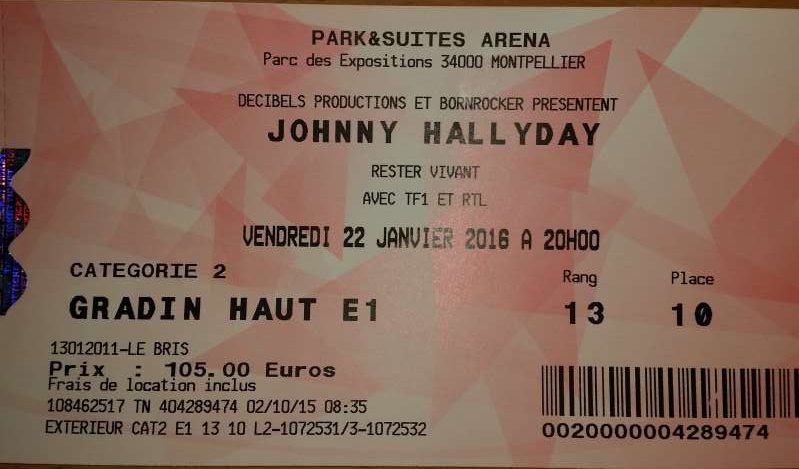 PARK&SUITES ARENA
Parc des Expositions 34000 MONTPELLIER
DECIBELS PRODUCTIONS ET BORNROCKER PRESENTENT
JOHNNY HALLYDAY
RESTER VIVANT
AVEC TF1 ET RTL
VENDREDI 22 JANVIER 2016 A 20H00
CATEGORIE 2 Rang Place
GRADIN HAUT E1 13 10
13012011-LE BRIS
Prix : 105.00 Euros
Frais de location inclus
108462517 TN 404289474 02/10/15 08:35
EXTERIEUR CAT2 E1 13 10 L2-1072531/3-1072532
0020000004289474